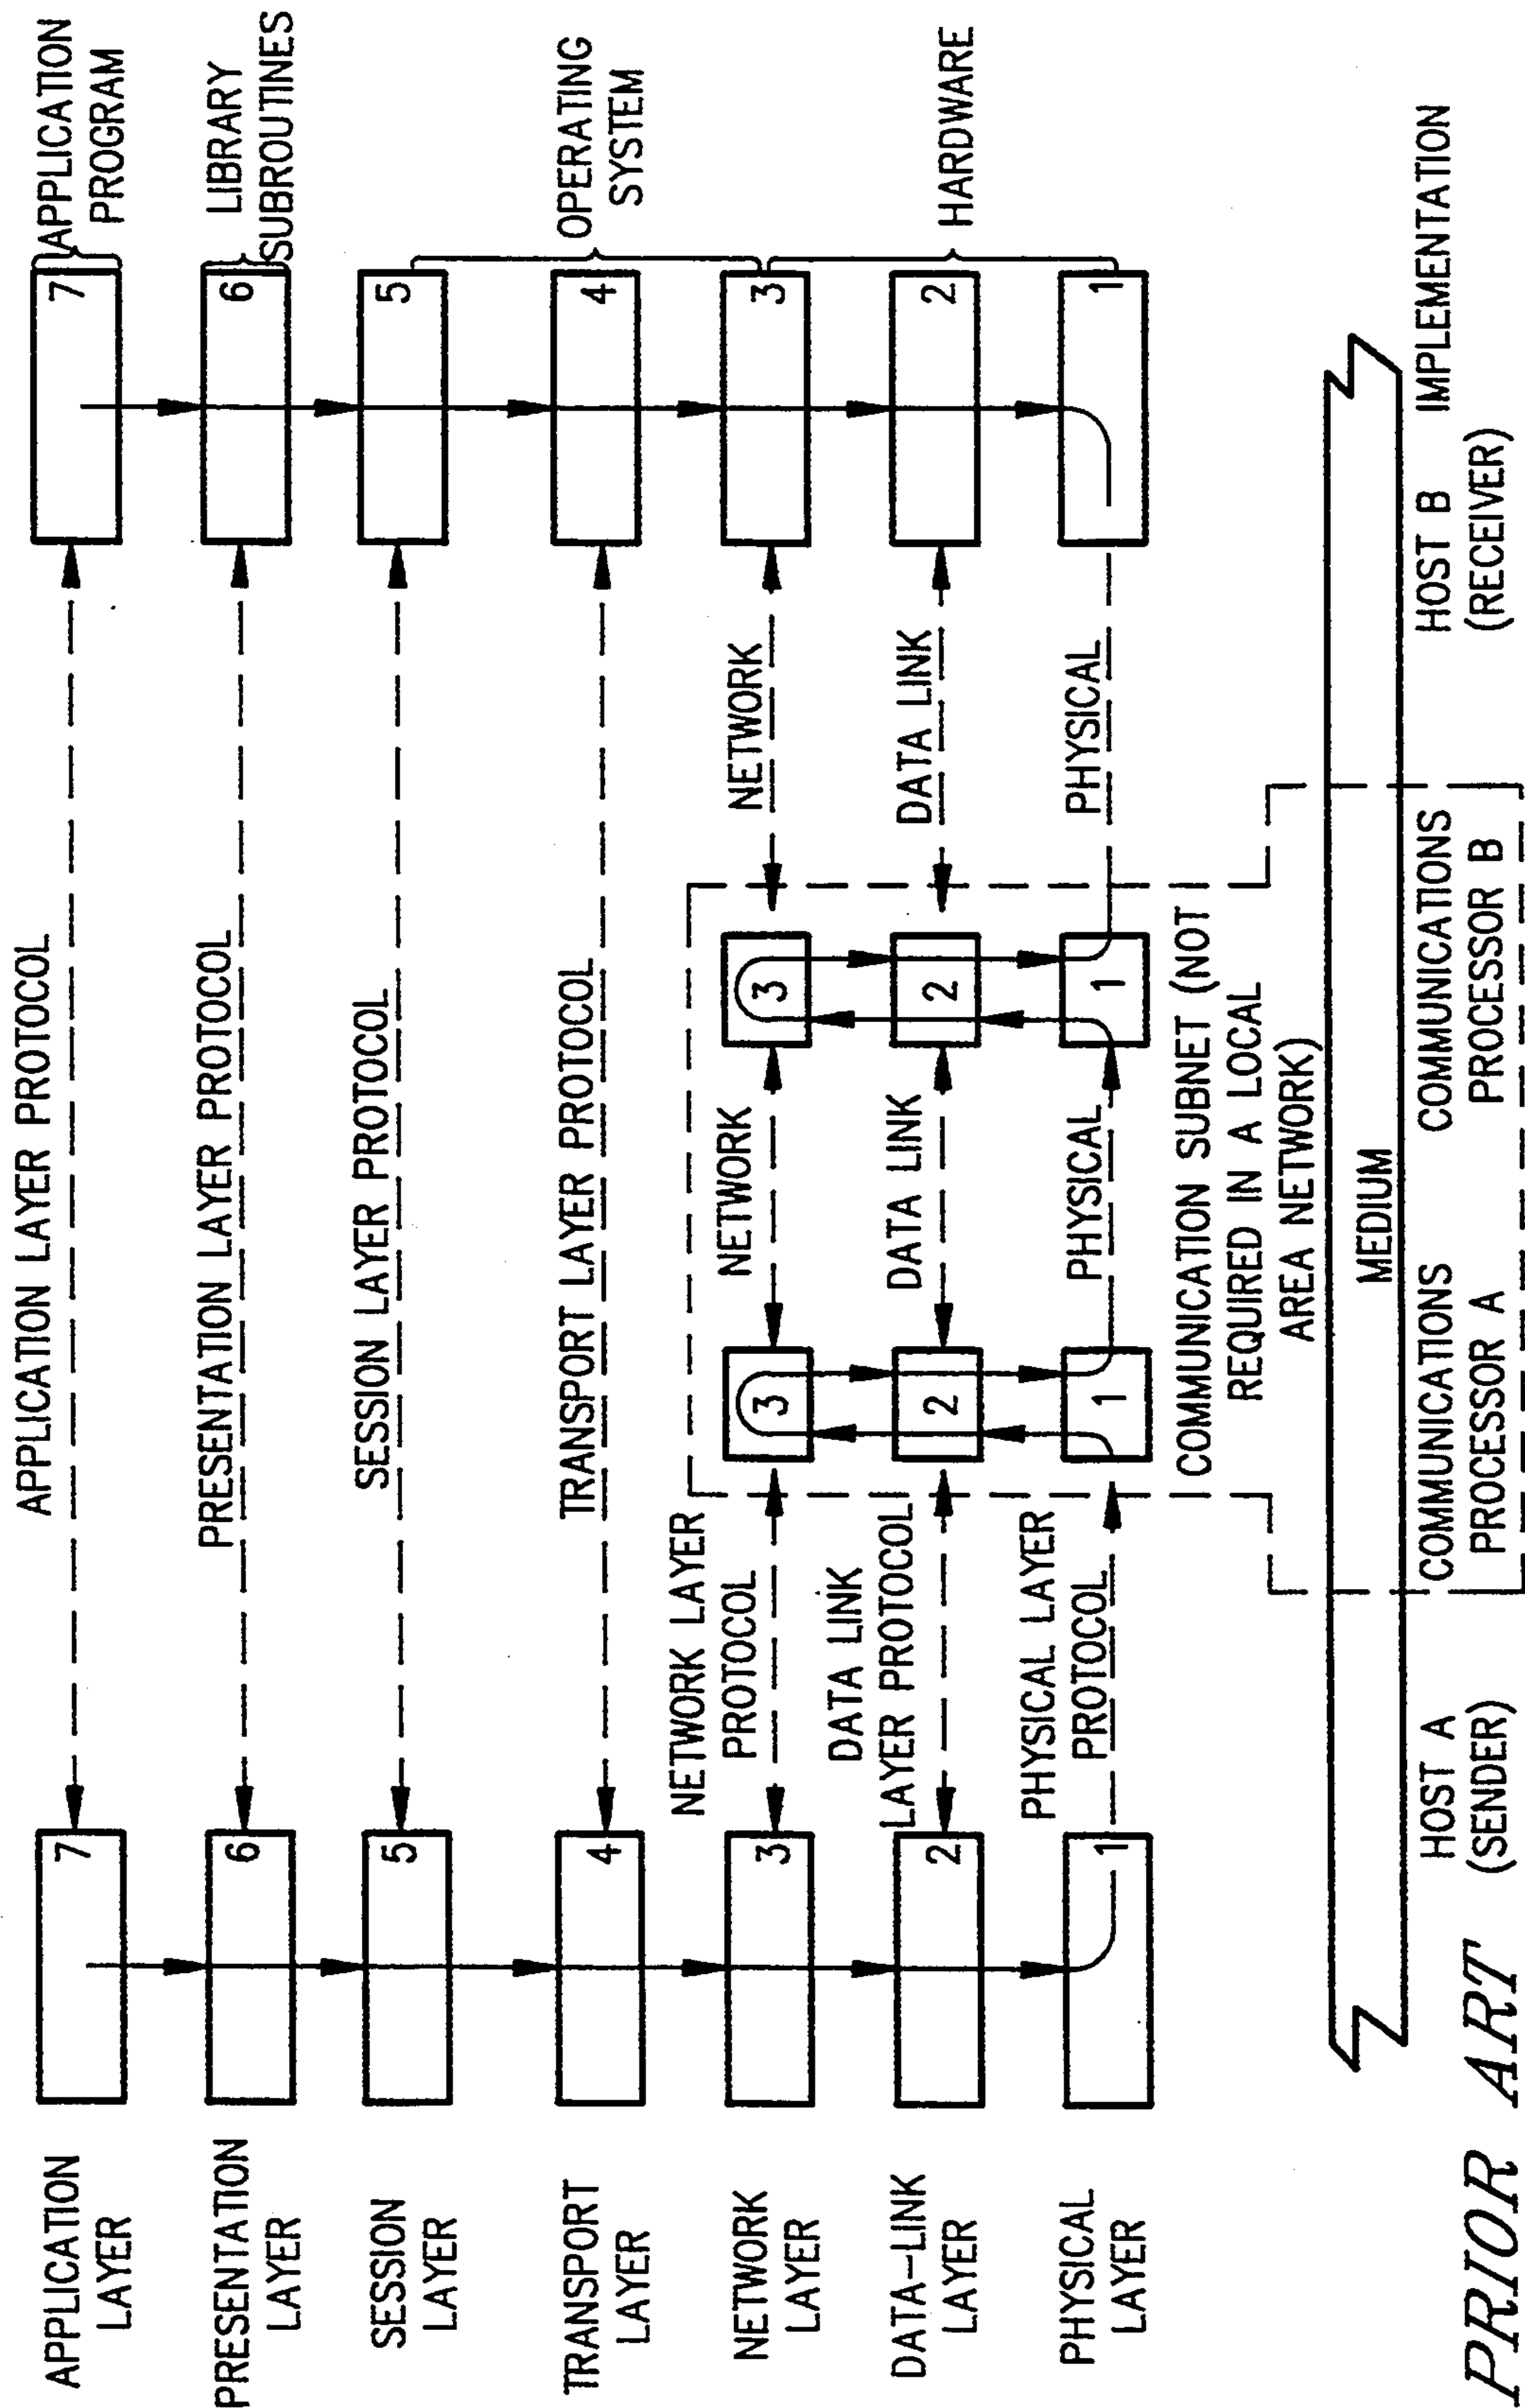 APPLICATION
LAYER
7
APPLICATION LAYER PROTOCOL
7
APPLICATION
PROGRAM
PRESENTATION
LAYER
6
PRESENTATION LAYER PROTOCOL
6
LIBRARY
SUBROUTINES
SESSION
LAYER
5
SESSION LAYER PROTOCOL
5
OPERATING
SYSTEM
TRANSPORT
LAYER
4
TRANSPORT LAYER PROTOCOL
4
NETWORK
LAYER
3
NETWORK LAYER
PROTOCOL
3
NETWORK
3
NETWORK
3
DATA-LINK
LAYER
2
DATA LINK
LAYER PROTOCOL
2
DATA LINK
2
DATA LINK
2
HARDWARE
PHYSICAL
LAYER
1
PHYSICAL LAYER
PROTOCOL
1
PHYSICAL
1
PHYSICAL
1
COMMUNICATION SUBNET (NOT
REQUIRED IN A LOCAL
AREA NETWORK)
MEDIUM
HOST A
(SENDER)
COMMUNICATIONS
PROCESSOR A
COMMUNICATIONS
PROCESSOR B
HOST B
(RECEIVER)
IMPLEMENTATION
PRIOR ART